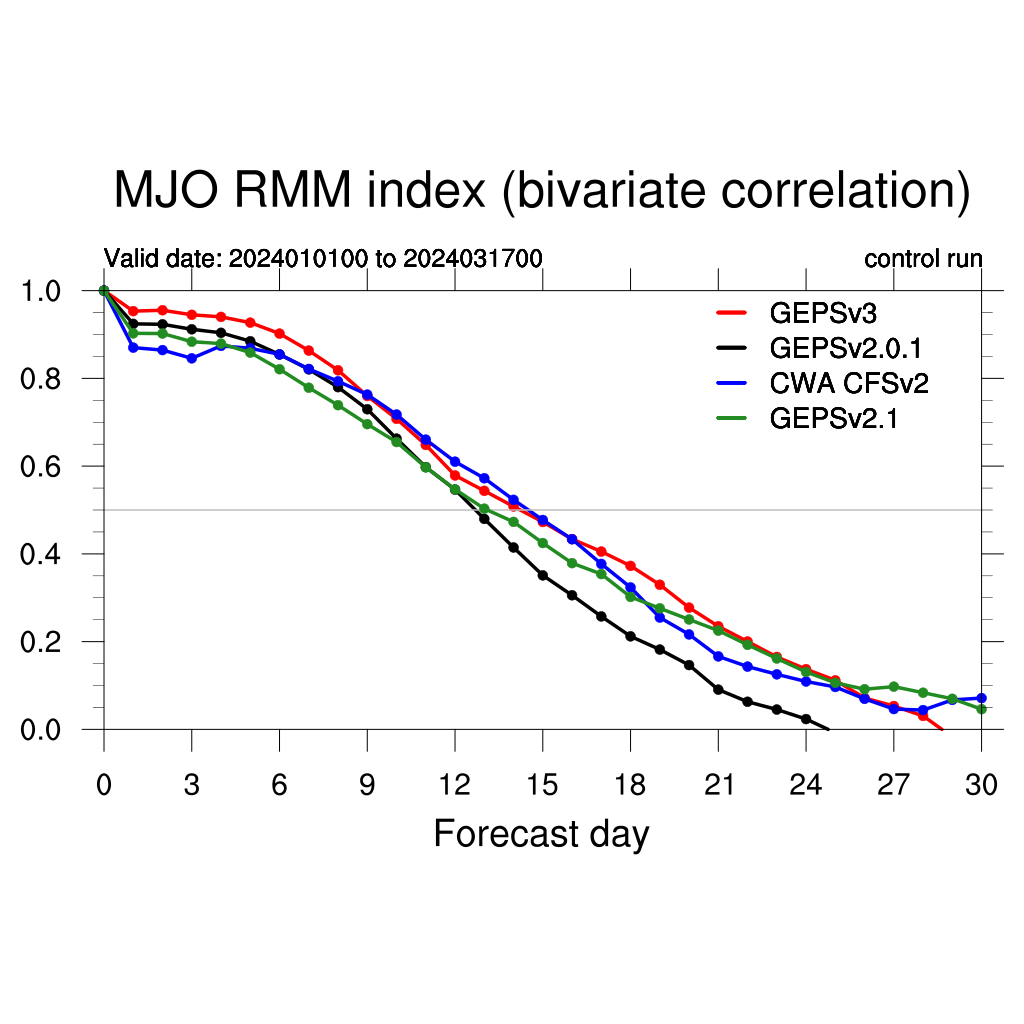 MJO RMM index (bivariate correlation)
Valid date: 2024010100 to 2024031700
control run
1.0
0.8
0.6
0.4
0.2
0.0
GEPSv3
GEPSv2.0.1
CWA CFSv2
GEPSv2.1
0 3 6 9 12 15 18 21 24 27 30
Forecast day